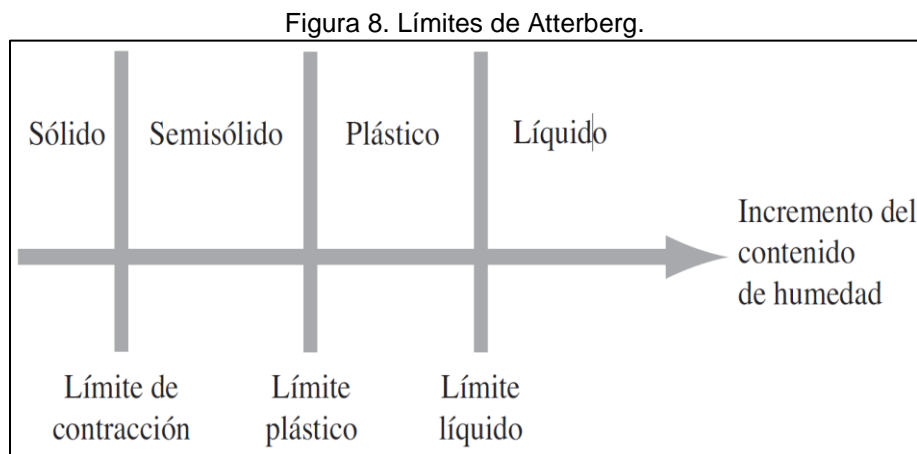 Figura 8. Límites de Atterberg.
Sólido Semisólido Plástico Líquido
Incremento del
contenido
de humedad
Límite de
contracción
Límite
plástico
Límite
líquido